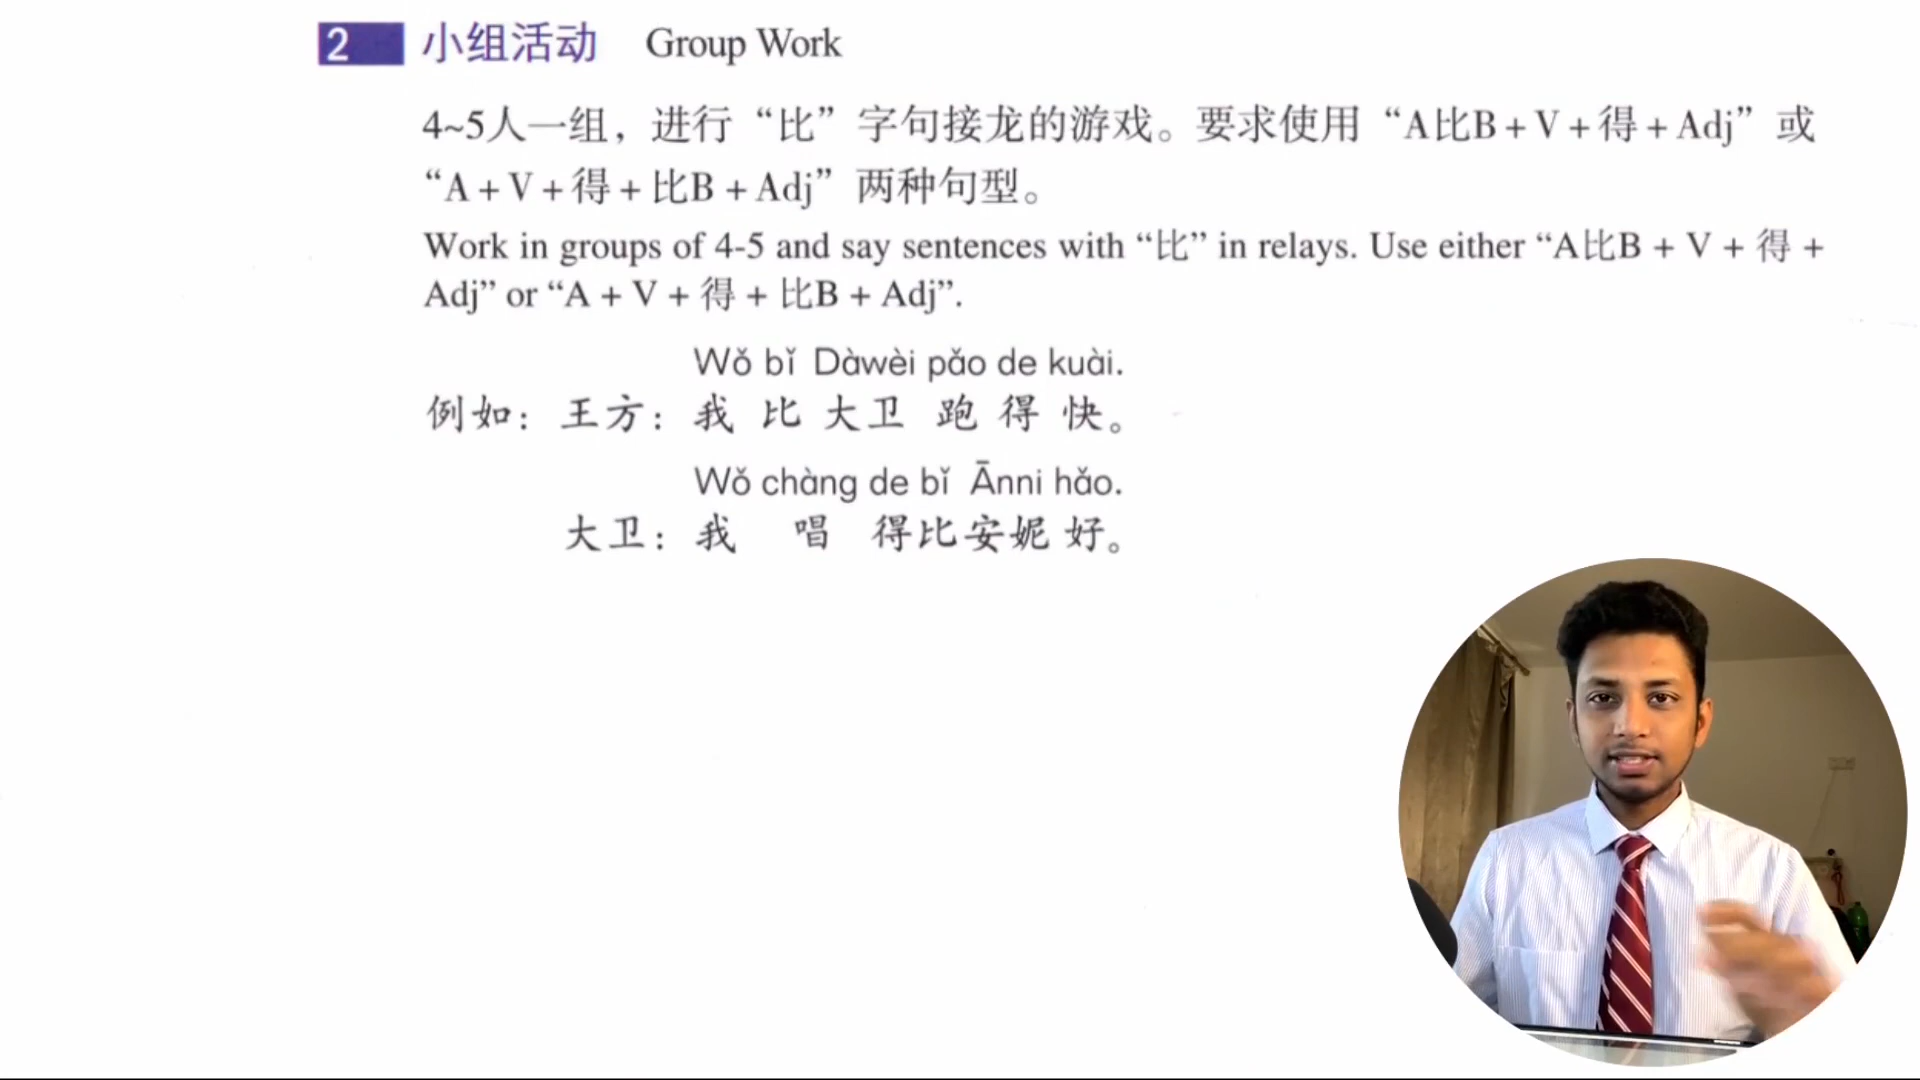 2 小组活动 Group Work
4~5人一组，进行“比”字句接龙的游戏。要求使用“A比B+V+得+Adj”或
“A+V+得+比B+Adj”两种句型。
Work in groups of 4-5 and say sentences with “比” in relays. Use either “A比B + V + 得 +
Adj” or “A + V + 得 + 比B + Adj”.
Wǒ bǐ Dàwèi pǎo de kuài.
例如：王方：我 比 大卫 跑 得 快。
Wǒ chàng de bǐ Ānni hǎo.
大卫：我 唱 得比安妮 好。